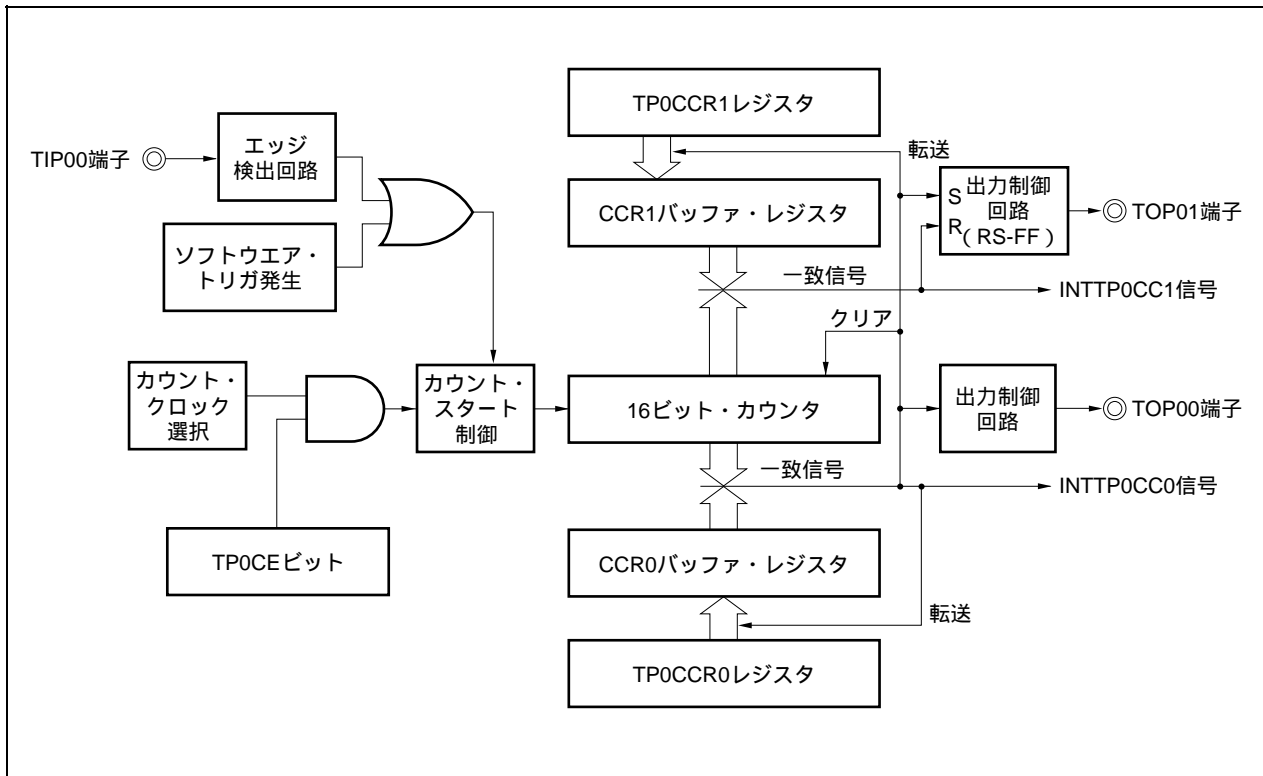 TP0CCR1レジスタ
TIP00端子
エッジ
検出回路
転送
CCR1バッファ・レジスタ
S
出力制御
回路
R
(RS-FF)
TOP01端子
ソフトウエア・
トリガ発生
一致信号
INTTP0CC1信号
クリア
カウント・
クロック
選択
カウント・
スタート
制御
16ビット・カウンタ
出力制御
回路
TOP00端子
一致信号
INTTP0CC0信号
TP0CEビット
CCR0バッファ・レジスタ
転送
TP0CCR0レジスタ